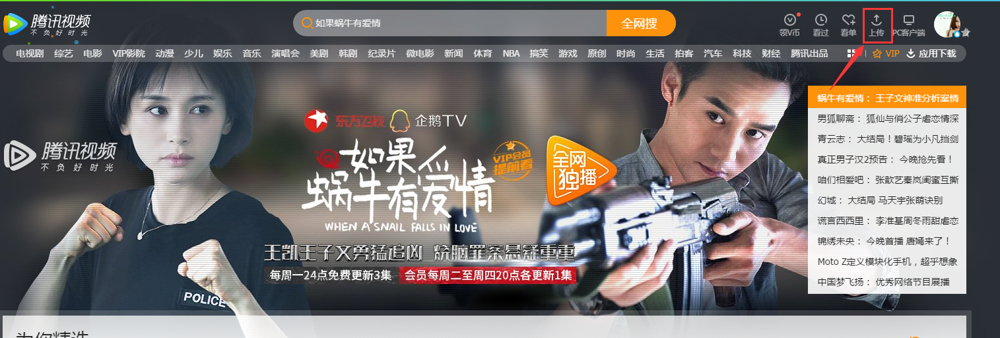 腾讯视频
不负好时光
如果蜗牛有爱情
全网搜
领V币
看过
看单
上传
PC客户端
电视剧 综艺 电影 VIP影院 动漫 少儿 娱乐 音乐 演唱会 美剧 韩剧 纪录片 微电影 新闻 体育 NBA 搞笑 游戏 原创 时尚 生活 拍客 汽车 科技 财经 腾讯出品
VIP
应用下载
腾讯视频
不负好时光
东方卫视
企鹅TV
如果
蜗牛有爱情
WHEN A SNAIL FALLS IN LOVE
VIP会员
提前看
全网
独播
王凯王子文勇猛追凶 烧脑罪案悬疑重重
每周一24点免费更新3集 会员每周二至周四20点各更新1集
POLICE
蜗牛有爱情： 王子文神准分析案情
男狐聊斋： 狐仙与俏公子虐恋情深
青云志： 大结局！碧瑶为小凡挡剑
真正男子汉2预告： 今晚抢先看！
咱们相爱吧： 张歆艺秦岚闺蜜互撕
幻城： 大结局 马天宇张萌诀别
谎言西西里： 李准基周冬雨甜虐恋
锦绣未央： 今晚首播 唐嫣来了！
Moto Z定义模块化手机，超乎想象
中国梦飞扬： 优秀网络节目展播
为你精选